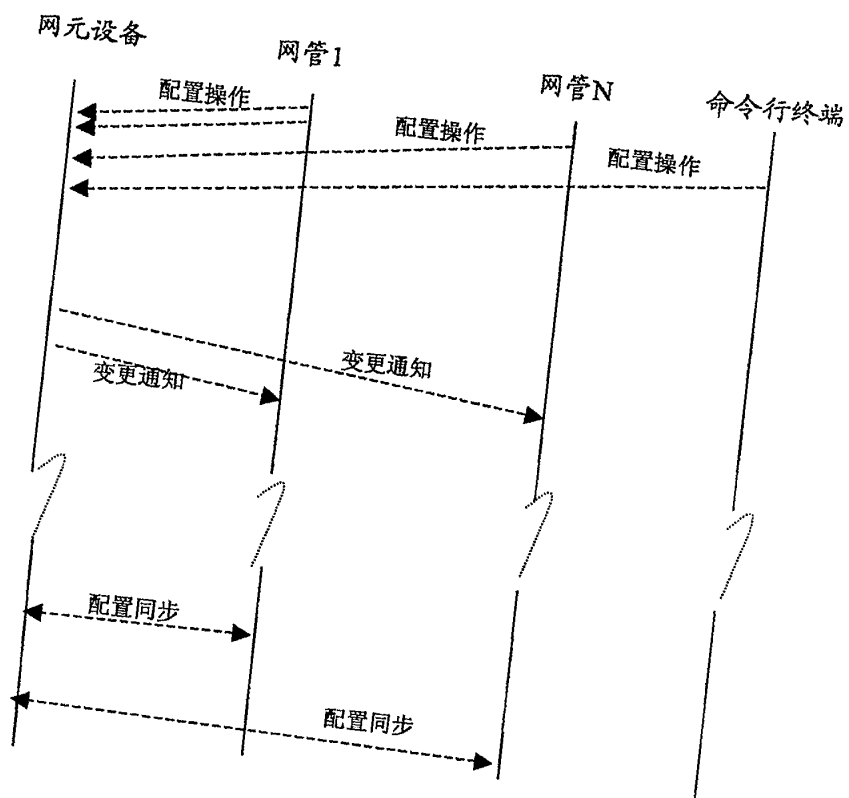 网元设备
网管1
网管N
命令行终端
配置操作
配置操作
配置操作
变更通知
变更通知
配置同步
配置同步